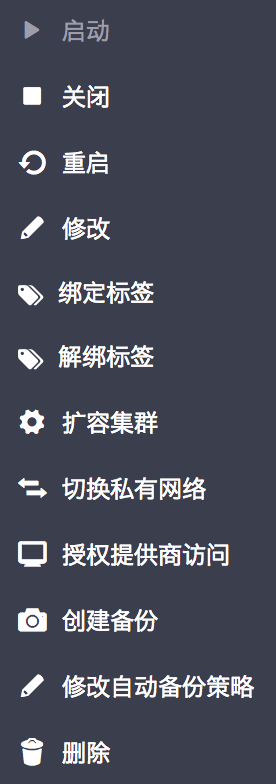 启动
关闭
重启
修改
绑定标签
解绑标签
扩容集群
切换私有网络
授权提供商访问
创建备份
修改自动备份策略
删除